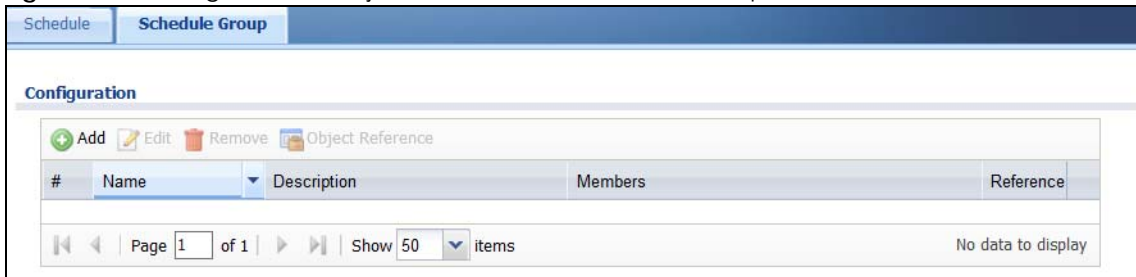 Schedule Schedule Group
Configuration
Add Edit Remove Object Reference
# Name Description Members Reference
Page 1 of 1 Show 50 items No data to display